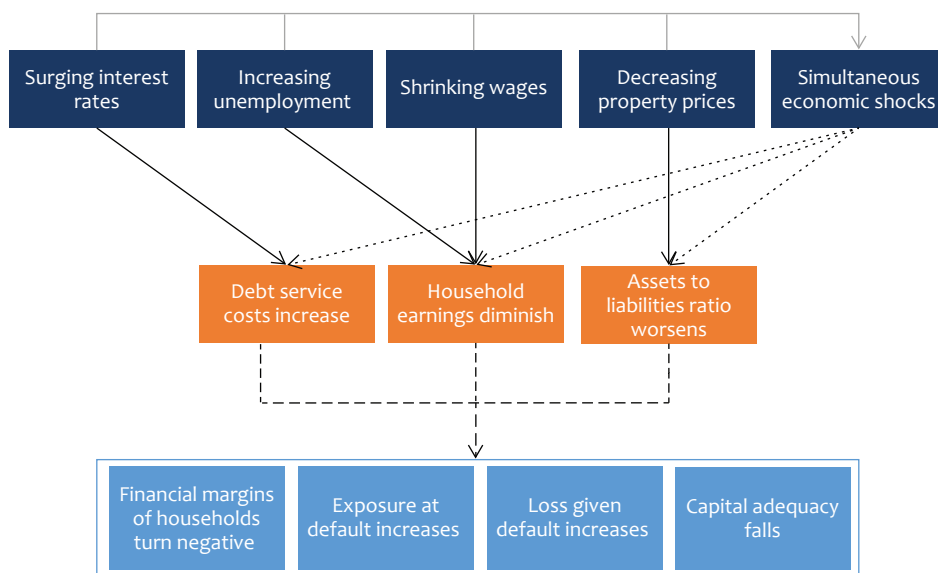 Surging interest
rates
Increasing
unemployment
Shrinking wages
Decreasing
property prices
Simultaneous
economic shocks
Debt service
costs increase
Household
earnings diminish
Assets to
liabilities ratio
worsens
Financial margins
of households
turn negative
Exposure at
default increases
Loss given
default increases
Capital adequacy
falls